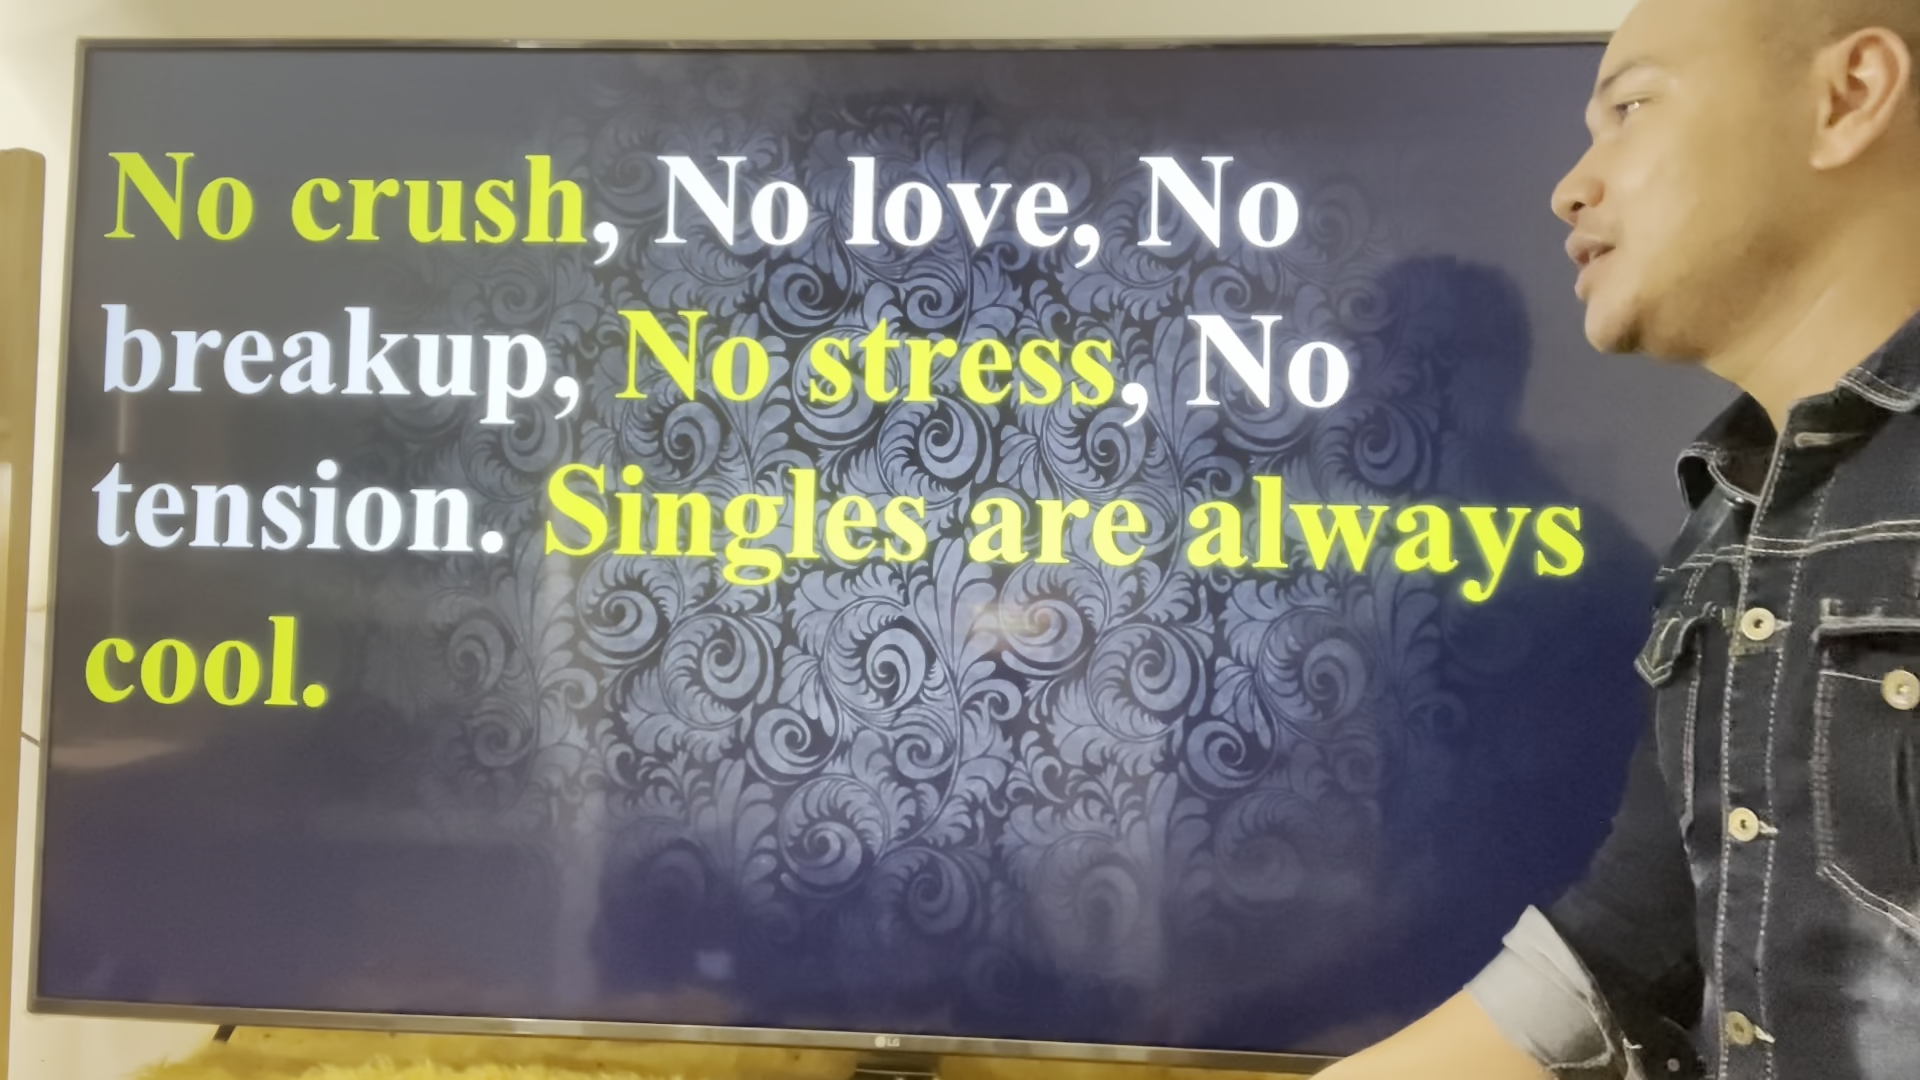 No crush, No love, No
breakup, No stress, No
tension. Singles are always
cool.
LG